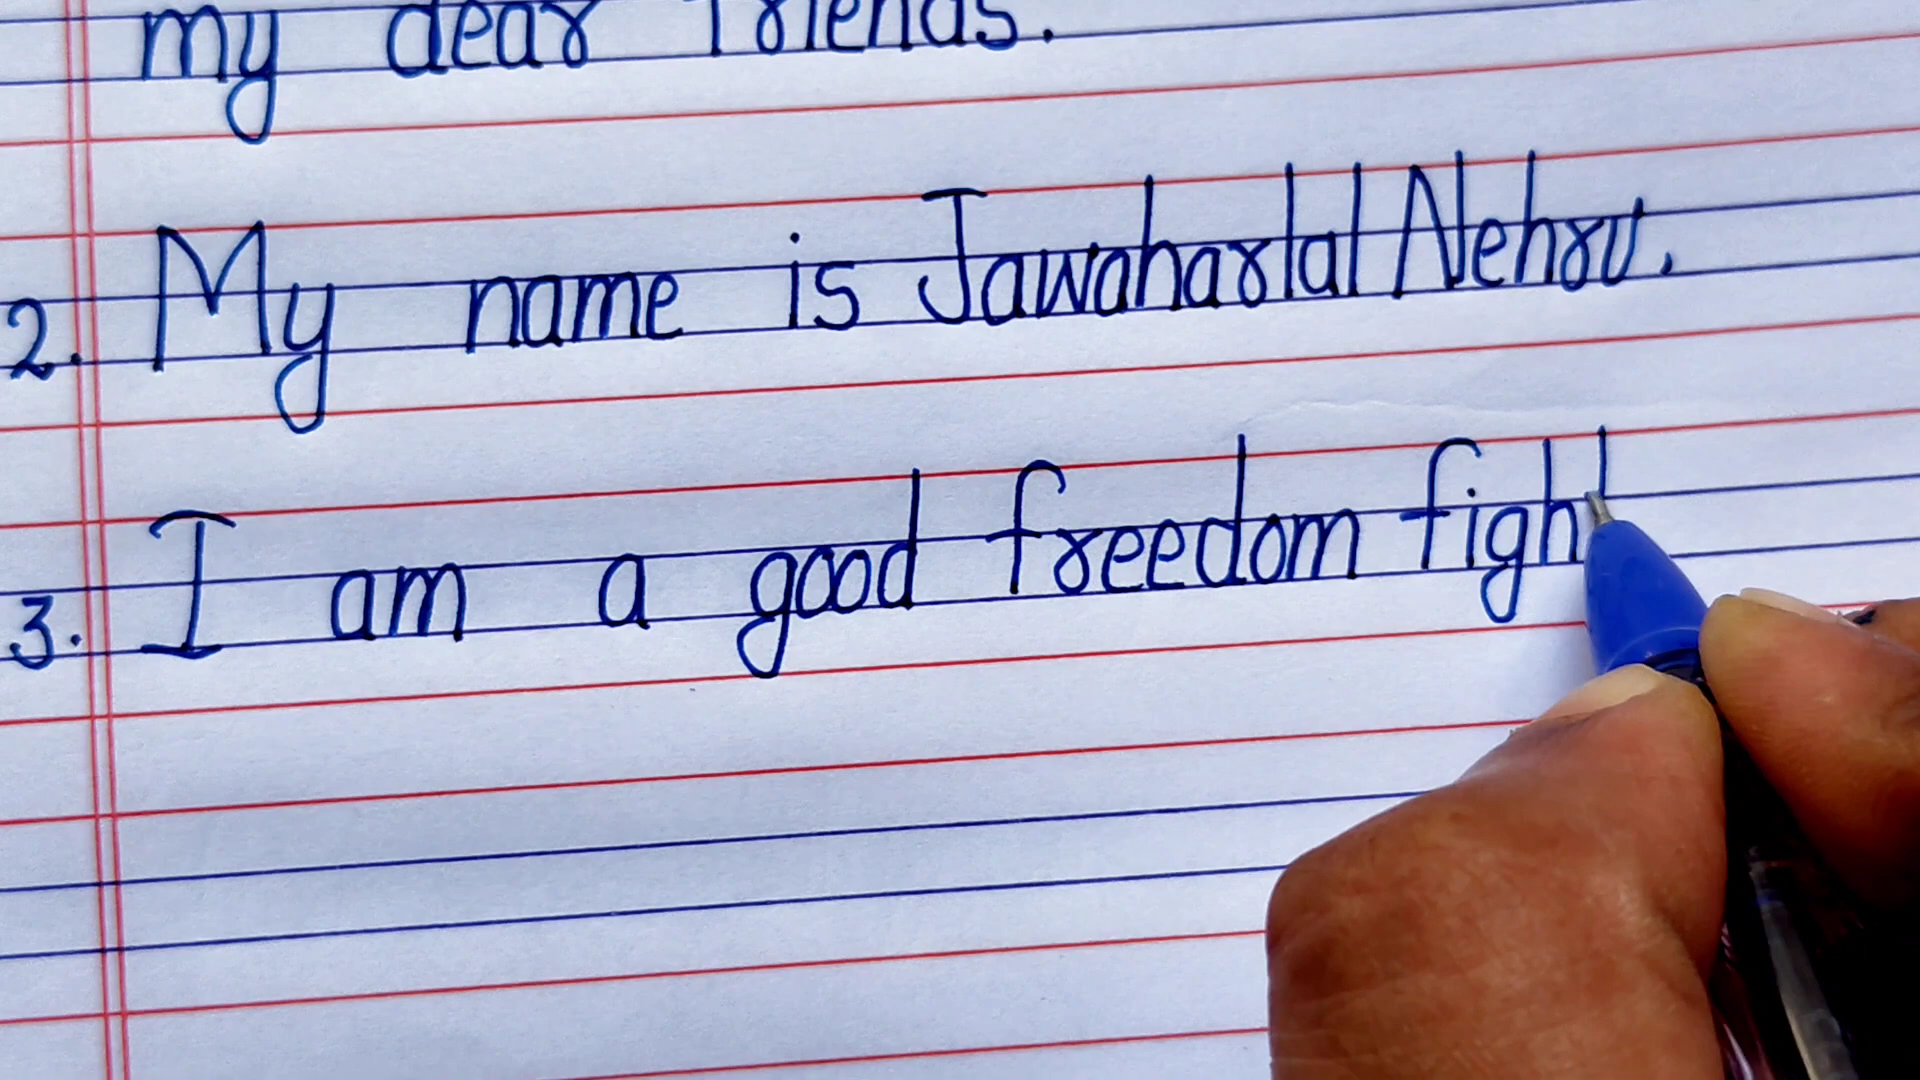 my dear friends.
2. My name is Jawaharlal Nehru.
3. I am a good freedom fight